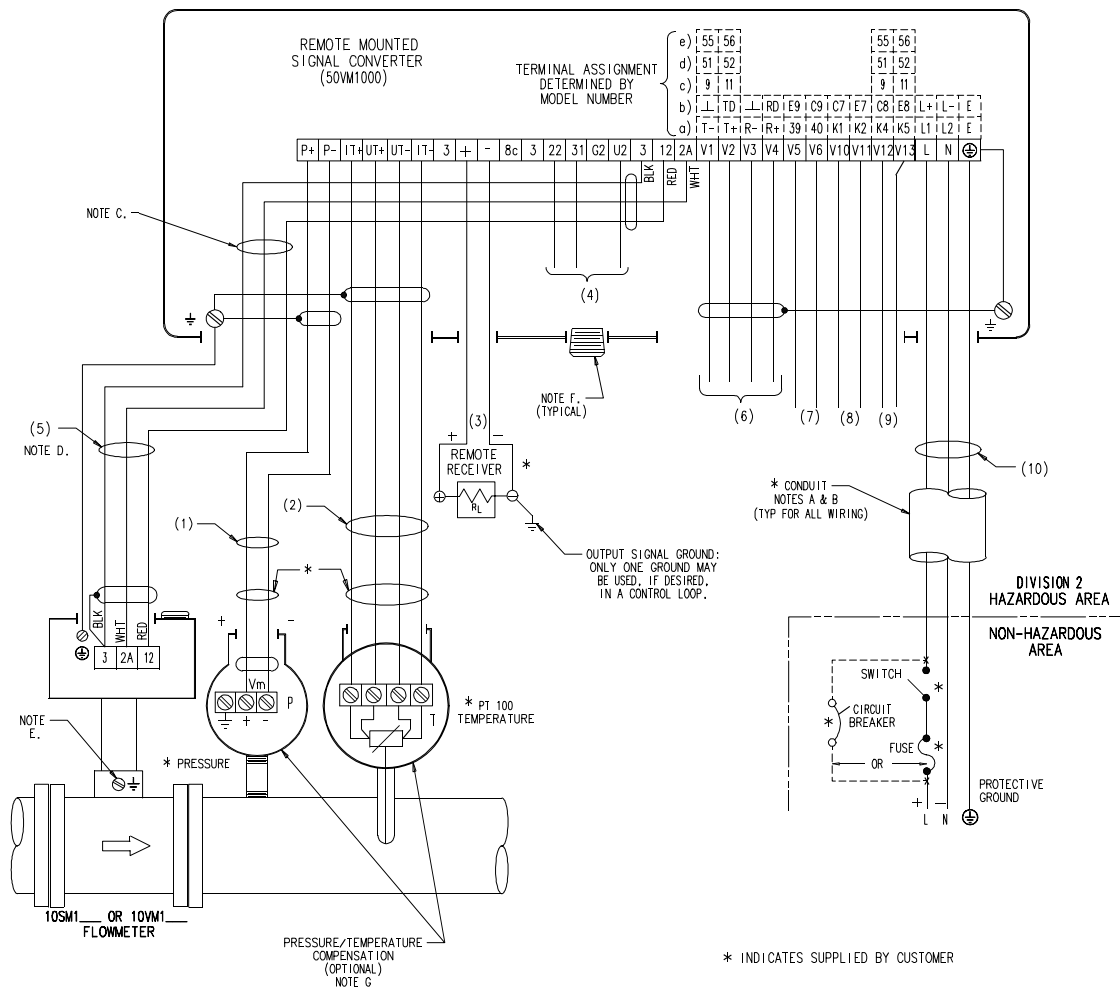 REMOTE MOUNTED
SIGNAL CONVERTER
(50VM1000)
TERMINAL ASSIGNMENT
DETERMINED BY
MODEL NUMBER
e) 55 56 55 56
d) 51 52 51 52
c) 9 11 9 11
b) ⊥ TD ⊥ RD E9 C9 C7 E7 C8 E8 L+ L- E
a) T- T+ R- R+ 39 40 K1 K2 K4 K5 L1 L2 E
P+ P- IT+ UT+ UT- IT- 3 + - 8c 3 22 31 G2 U2 3 12 2A V1 V2 V3 V4 V5 V6 V10 V11 V12 V13 L N
BLK
RED
WHT
NOTE C.
(4)
NOTE F.
(TYPICAL)
(6)
(7)
(8)
(9)
(5)
NOTE D.
(3)
+ -
REMOTE
RECEIVER
*
RL
(10)
* CONDUIT
NOTES A & B
(TYP FOR ALL WIRING)
(1)
(2)
*
OUTPUT SIGNAL GROUND:
ONLY ONE GROUND MAY
BE USED, IF DESIRED,
IN A CONTROL LOOP.
DIVISION 2
HAZARDOUS AREA
NON-HAZARDOUS
AREA
BLK
WHT
RED
3 2A 12
+ -
Vm
P
+ -
T
* PT 100
TEMPERATURE
* PRESSURE
NOTE
E.
SWITCH
*
CIRCUIT
BREAKER
*
FUSE
*
OR
PROTECTIVE
GROUND
+ -
L N
10SM1___ OR 10VM1___
FLOWMETER
PRESSURE/TEMPERATURE
COMPENSATION
(OPTIONAL)
NOTE G
* INDICATES SUPPLIED BY CUSTOMER